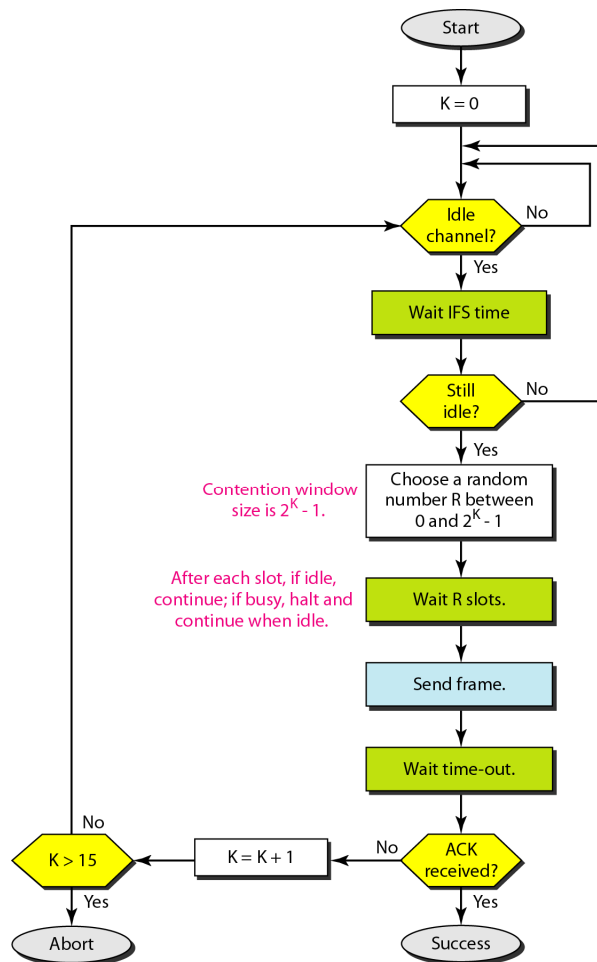 Start
K = 0
Idle
channel?
No
Yes
Wait IFS time
Still
idle?
No
Yes
Contention window
size is 2^K - 1.
Choose a random
number R between
0 and 2^K - 1
After each slot, if idle,
continue; if busy, halt and
continue when idle.
Wait R slots.
Send frame.
Wait time-out.
ACK
received?
No
Yes
K = K + 1
K > 15
No
Yes
Abort
Success